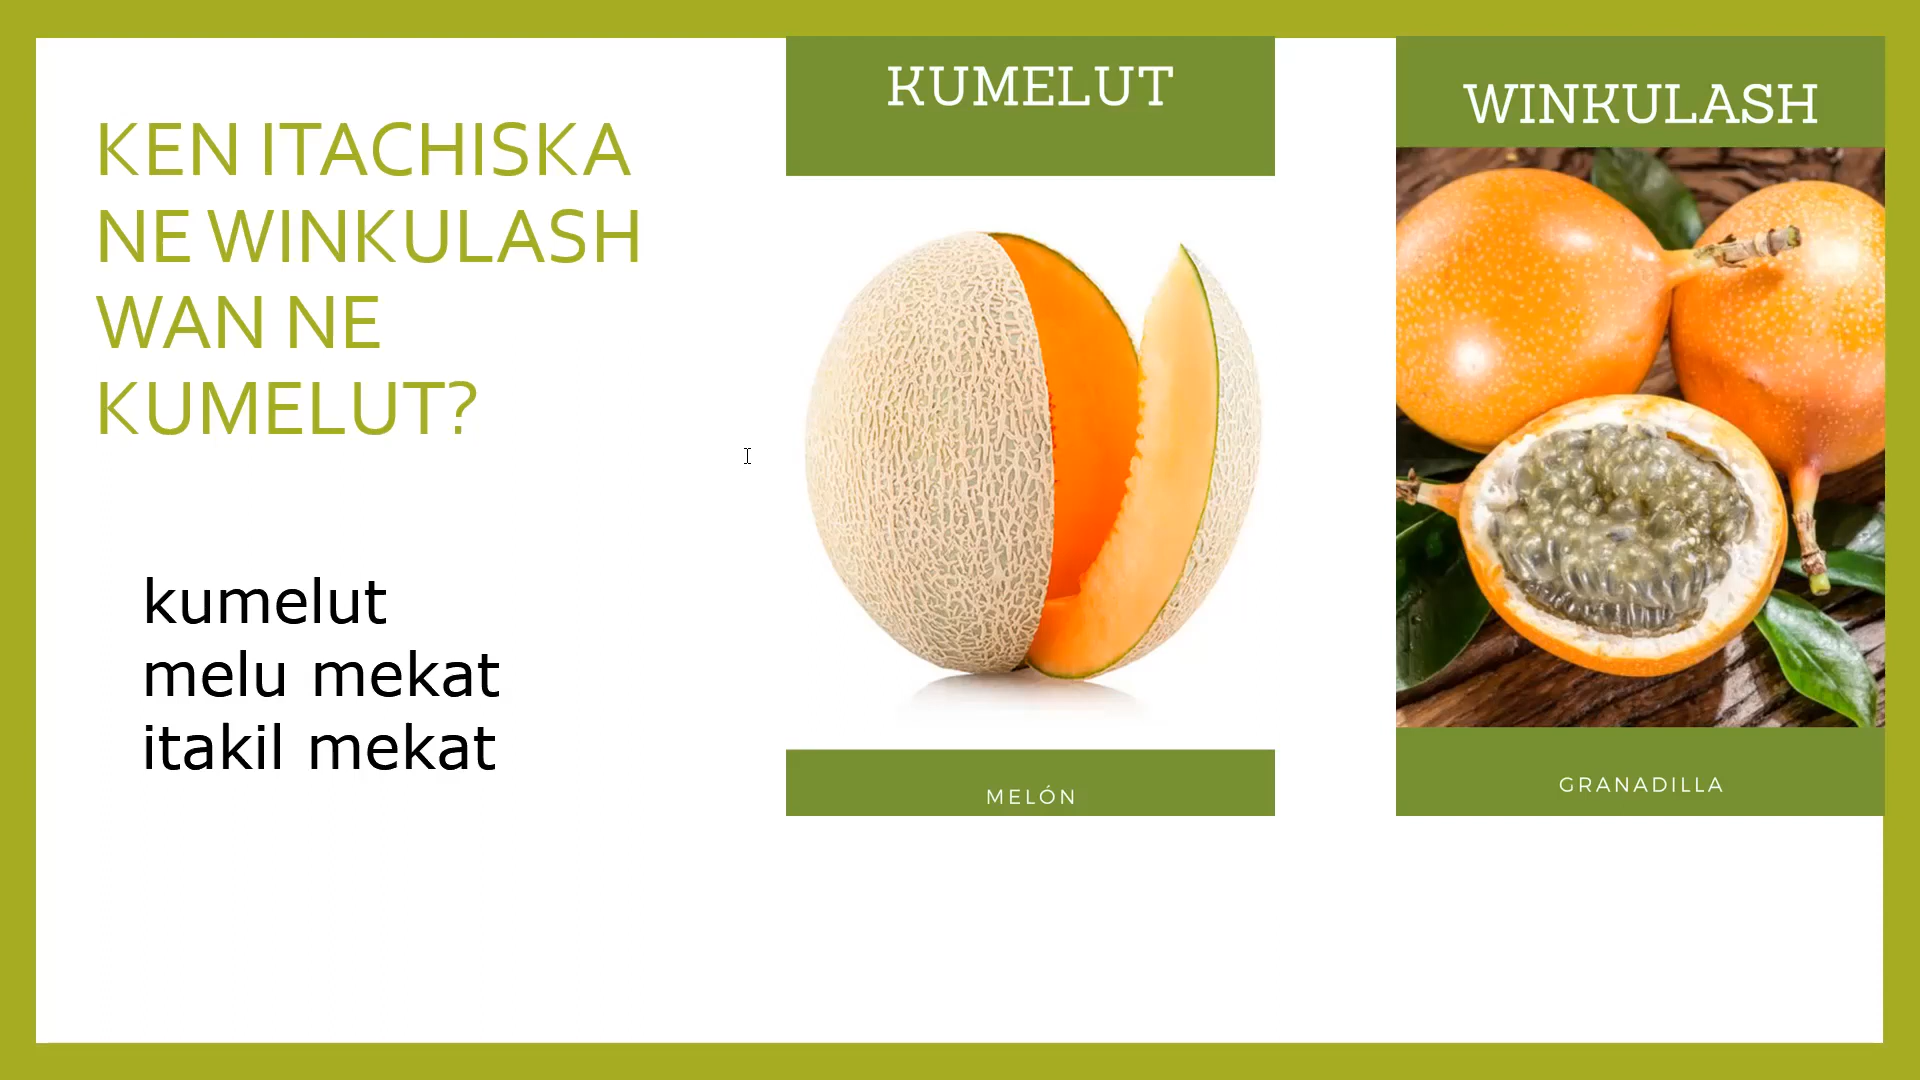 KEN ITACHISKA
NE WINKULASH
WAN NE
KUMELUT?
kumelut
melu mekat
itakil mekat
KUMELUT
MELÓN
WINKULASH
GRANADILLA